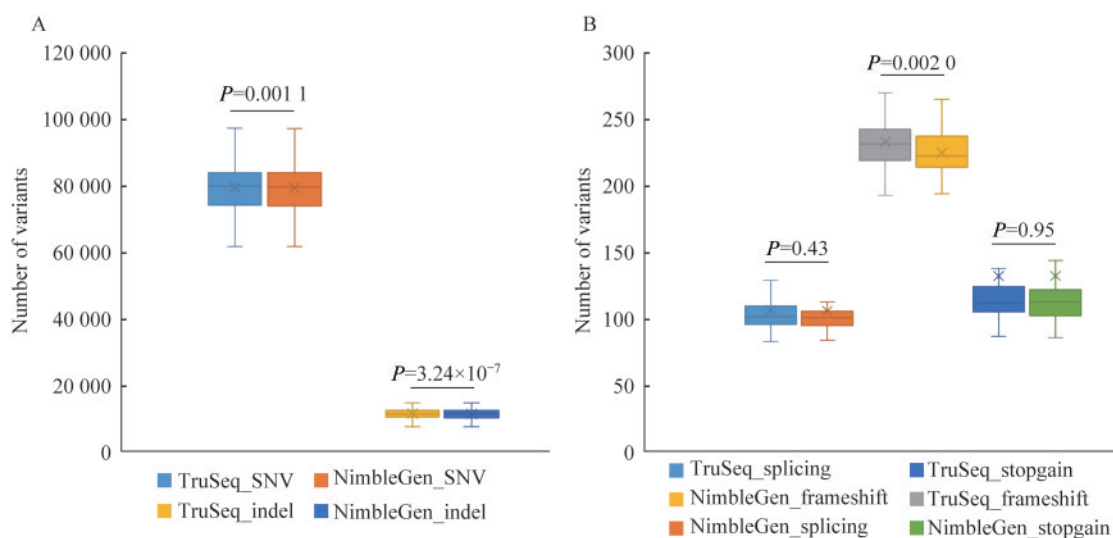 A
Number of variants
120 000
100 000
80 000
60 000
40 000
20 000
0
P=0.001 1
P=3.24×10⁻⁷
TruSeq_SNV
NimbleGen_SNV
TruSeq_indel
NimbleGen_indel
B
Number of variants
300
250
200
150
100
50
0
P=0.002 0
P=0.43
P=0.95
TruSeq_splicing
TruSeq_stopgain
NimbleGen_frameshift
TruSeq_frameshift
NimbleGen_splicing
NimbleGen_stopgain